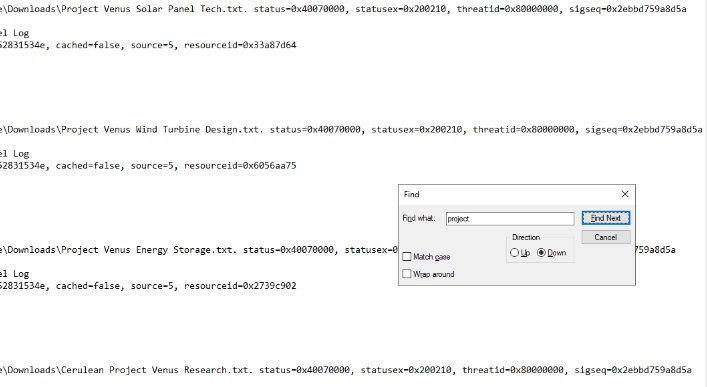 e\Downloads\Project Venus Solar Panel Tech.txt. status=0x40070000, statusex=0x200210, threatid=0x80000000, sigseq=0x2ebbd759a8d5a
el Log
52831534e, cached=false, source=5, resourceid=0x33a87d64
e\Downloads\Project Venus Wind Turbine Design.txt. status=0x40070000, statusex=0x200210, threatid=0x80000000, sigseq=0x2ebbd759a8d5a
el Log
52831534e, cached=false, source=5, resourceid=0x6056aa75
Find
Find what: project
Find Next
Direction
Cancel
Up Down
Match case
Wrap around
e\Downloads\Project Venus Energy Storage.txt. status=0x40070000, statusex=0 759a8d5a
el Log
52831534e, cached=false, source=5, resourceid=0x2739c902
e\Downloads\Cerulean Project Venus Research.txt. status=0x40070000, statusex=0x200210, threatid=0x80000000, sigseq=0x2ebbd759a8d5a